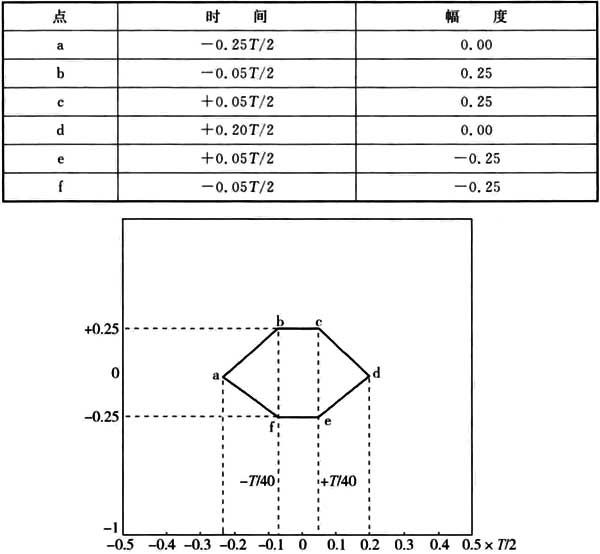 点 时 间 幅 度
a −0.25T/2 0.00
b −0.05T/2 0.25
c +0.05T/2 0.25
d +0.20T/2 0.00
e +0.05T/2 −0.25
f −0.05T/2 −0.25
b c
+0.25
0 a d
-0.25
f e
-T/40 +T/40
-1
-0.5 -0.4 -0.3 -0.2 -0.1 0 0.1 0.2 0.3 0.4 0.5×T/2